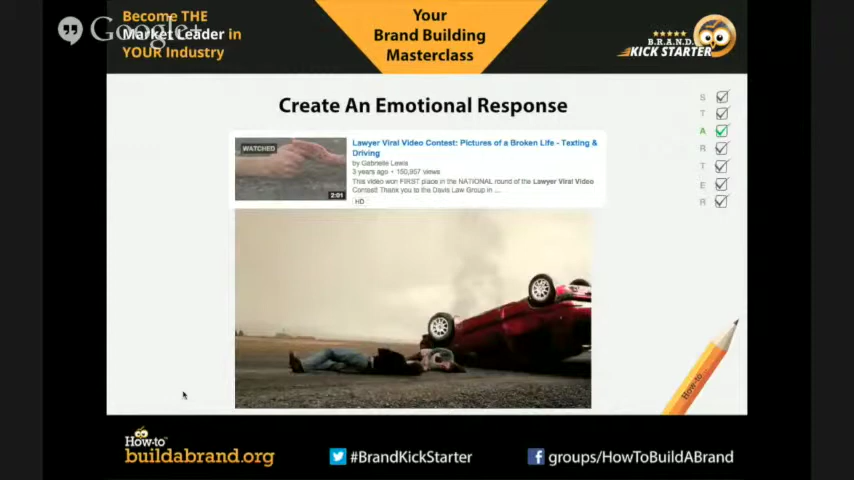 Become THE
Market Leader in
YOUR Industry
Google+
Your
Brand Building
Masterclass
B.R.A.N.D.
KICK STARTER
Create An Emotional Response
WATCHED
2:01
Lawyer Viral Video Contest: Pictures of a Broken Life - Texting &
Driving
by Gabrielle Lewis
3 years ago • 150,857 views
This video won FIRST place in the NATIONAL round of the Lawyer Viral Video
Contest! Thank you to the Davis Law Group in ...
HD
S
T
A
R
T
E
R
How-to
How-to
buildabrand.org
#BrandKickStarter
groups/HowToBuildABrand